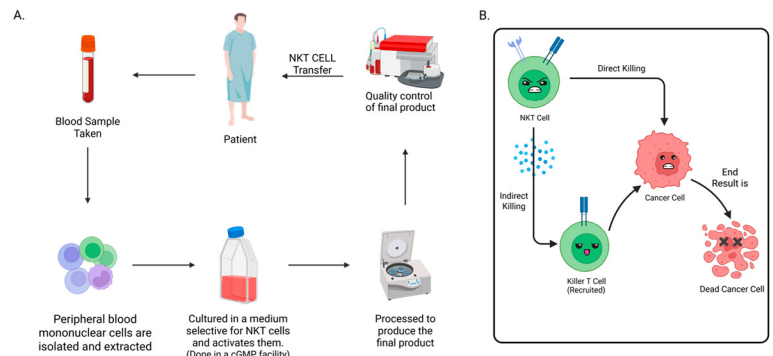 A.
NKT CELL
Transfer
Quality control
of final product
Blood Sample
Taken
Patient
Peripheral blood
mononuclear cells are
isolated and extracted
Cultured in a medium
selective for NKT cells
and activates them.
(Done in a cGMP facility)
Processed to
produce the
final product
B.
Direct Killing
NKT Cell
Indirect
Killing
Cancer Cell
End
Result is
Killer T Cell
(Recruited)
Dead Cancer Cell